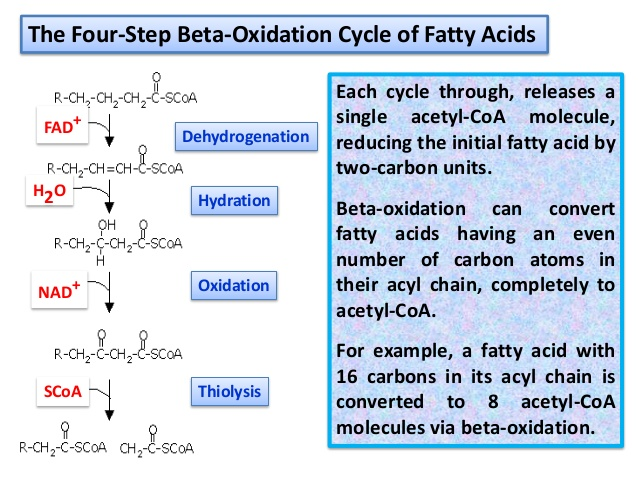 The Four-Step Beta-Oxidation Cycle of Fatty Acids
O
R-CH2-CH2-CH2-C-SCoA
FAD+
Dehydrogenation
O
R-CH2-CH=CH-C-SCoA
H2O
Hydration
OH O
R-CH2-C-CH2-C-SCoA
H
NAD+
Oxidation
O O
R-CH2-C-CH2-C-SCoA
SCoA
Thiolysis
O O
R-CH2-C-SCoA CH2-C-SCoA
Each cycle through, releases a
single acetyl-CoA molecule,
reducing the initial fatty acid by
two-carbon units.
Beta-oxidation can convert
fatty acids having an even
number of carbon atoms in
their acyl chain, completely to
acetyl-CoA.
For example, a fatty acid with
16 carbons in its acyl chain is
converted to 8 acetyl-CoA
molecules via beta-oxidation.